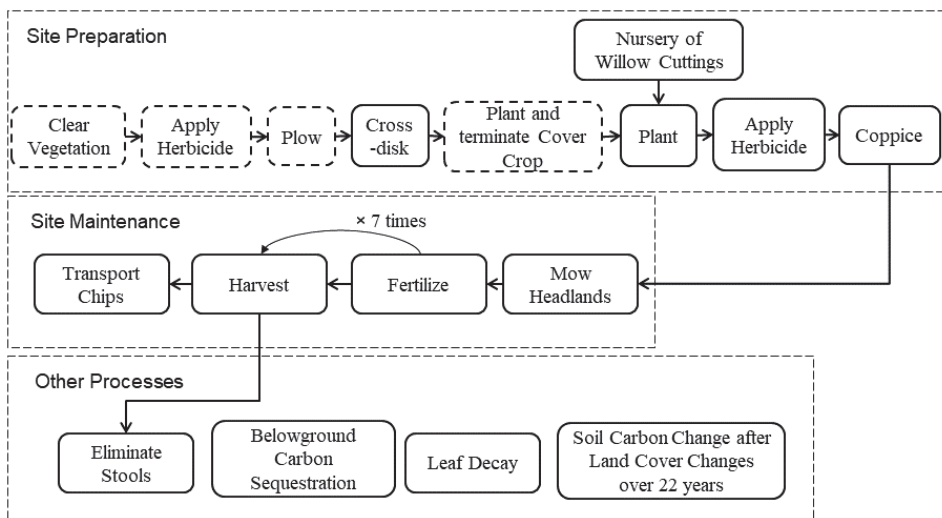 Site Preparation
Nursery of
Willow Cuttings
Clear
Vegetation
Apply
Herbicide
Plow
Cross
-disk
Plant and
terminate Cover
Crop
Plant
Apply
Herbicide
Coppice
Site Maintenance
× 7 times
Transport
Chips
Harvest
Fertilize
Mow
Headlands
Other Processes
Eliminate
Stools
Belowground
Carbon
Sequestration
Leaf Decay
Soil Carbon Change after
Land Cover Changes
over 22 years